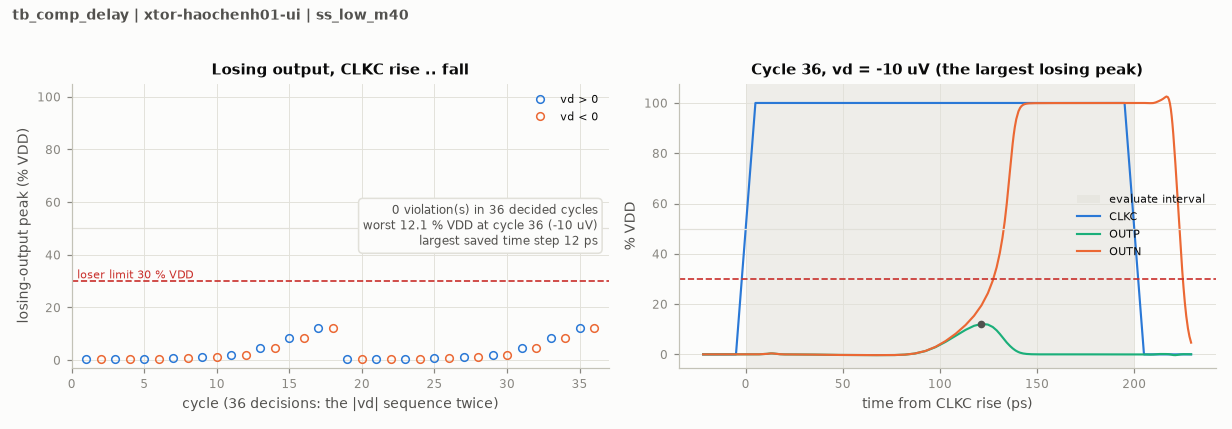 tb_comp_delay | xtor-haochenh01-ui | ss_low_m40
Losing output, CLKC rise .. fall
losing-output peak (% VDD)
100
80
60
40
20
0
vd > 0
vd < 0
0 violation(s) in 36 decided cycles
worst 12.1 % VDD at cycle 36 (-10 uV)
largest saved time step 12 ps
loser limit 30 % VDD
0 5 10 15 20 25 30 35
cycle (36 decisions: the |vd| sequence twice)
Cycle 36, vd = -10 uV (the largest losing peak)
% VDD
100
80
60
40
20
0
evaluate interval
CLKC
OUTP
OUTN
0 50 100 150 200
time from CLKC rise (ps)